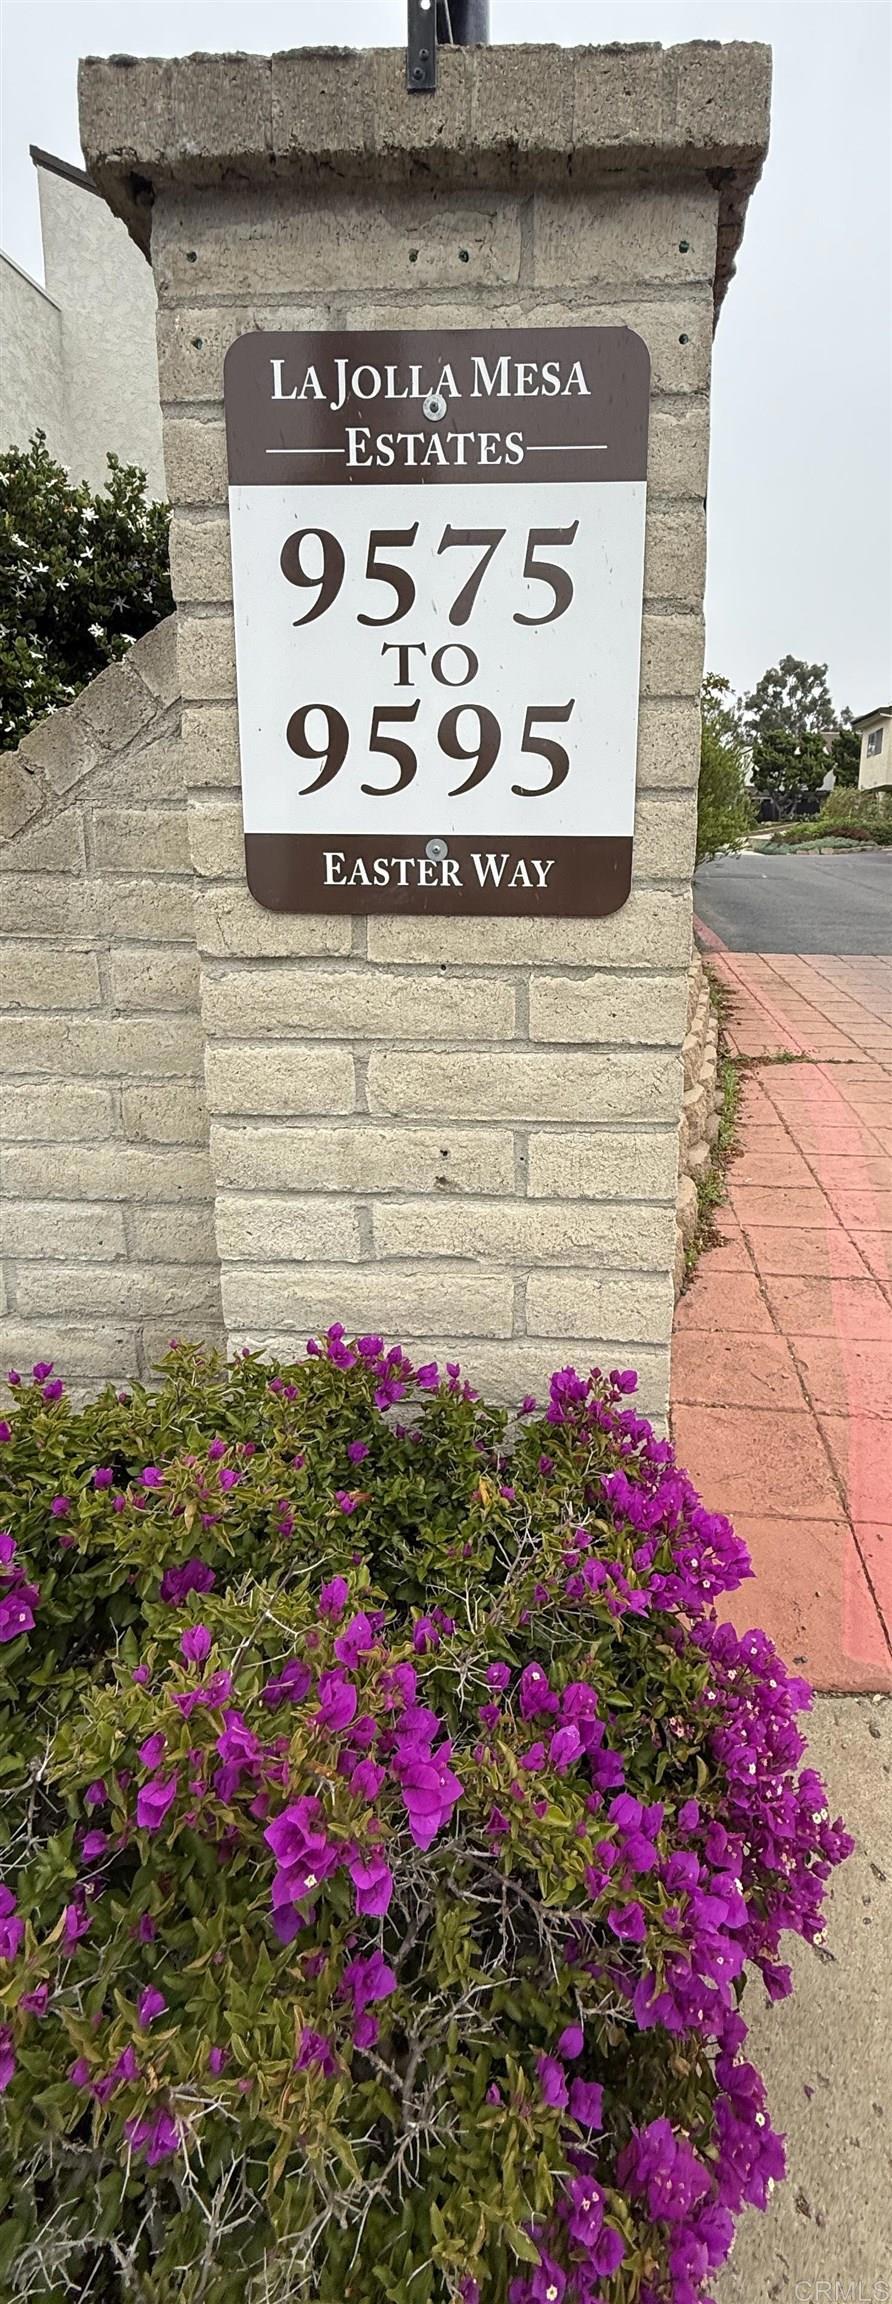 La Jolla Mesa
Estates
9575
to
9595
Easter Way
CRMLS